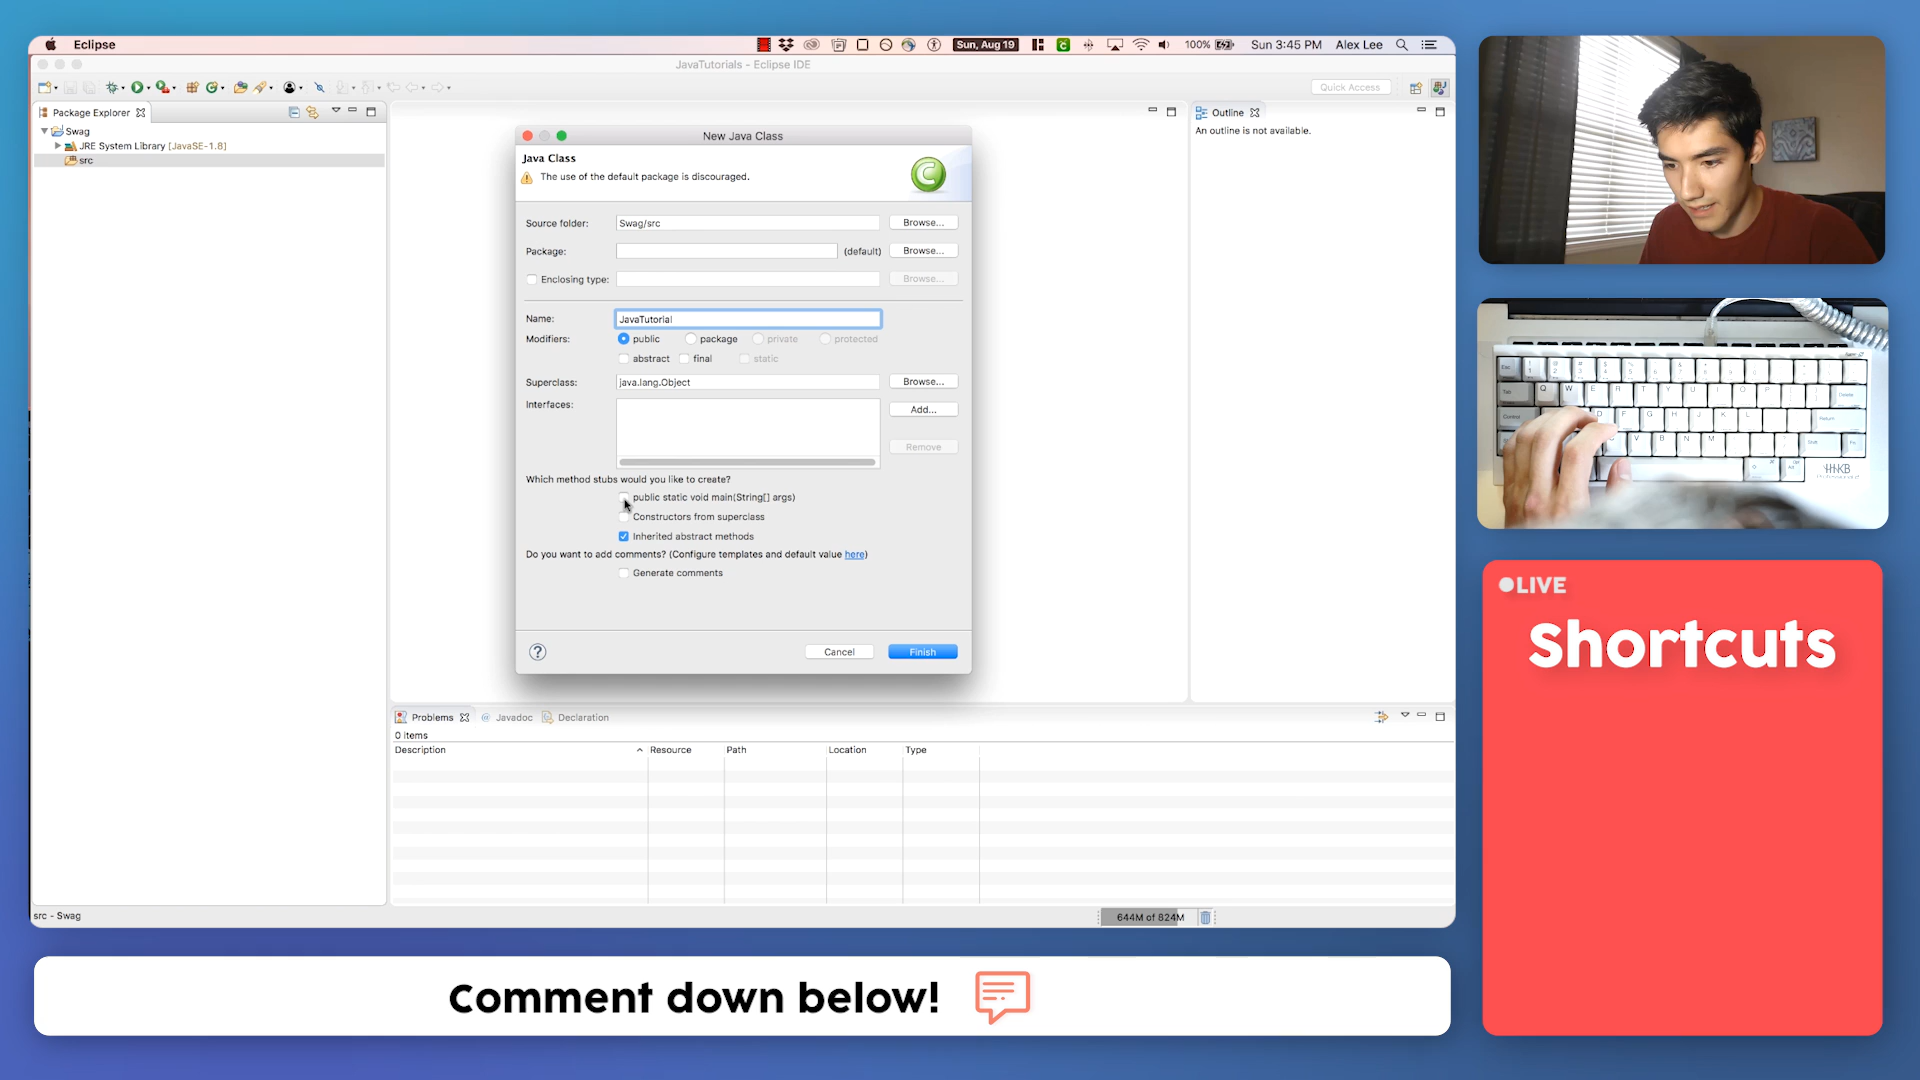 Eclipse
Sun, Aug 19
100%
Sun 3:45 PM
Alex Lee
JavaTutorials - Eclipse IDE
Quick Access
Package Explorer
Swag
JRE System Library [JavaSE-1.8]
src
Outline
An outline is not available.
New Java Class
Java Class
The use of the default package is discouraged.
C
Source folder: Swag/src Browse...
Package: (default) Browse...
Enclosing type: Browse...
Name: JavaTutorial
Modifiers: public package private protected
abstract final static
Superclass: java.lang.Object Browse...
Interfaces: Add...
Remove
Which method stubs would you like to create?
public static void main(String[] args)
Constructors from superclass
Inherited abstract methods
Do you want to add comments? (Configure templates and default value here)
Generate comments
? Cancel Finish
Problems @ Javadoc Declaration
0 items
Description Resource Path Location Type
src - Swag
644M of 824M
HHKB
LIVE
Shortcuts
Comment down below!